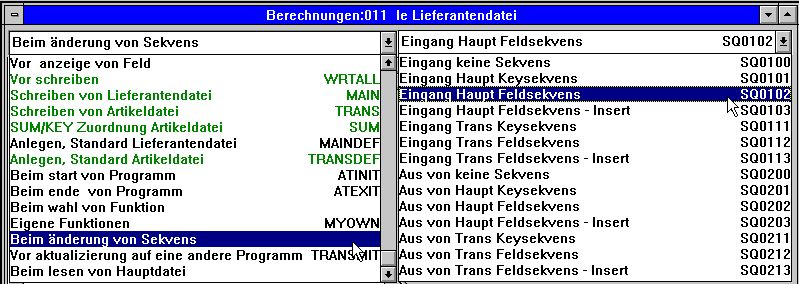 Berechnungen:011 le Lieferantendatei
Beim änderung von Sekvens
Vor anzeige von Feld
Vor schreiben WRTALL
Schreiben von Lieferantendatei MAIN
Schreiben von Artikeldatei TRANS
SUM/KEY Zuordnung Artikeldatei SUM
Anlegen, Standard Lieferantendatei MAINDEF
Anlegen, Standard Artikeldatei TRANSDEF
Beim start von Programm ATINIT
Beim ende von Programm ATEXIT
Beim wahl von Funktion
Eigene Funktionen MYOWN
Beim änderung von Sekvens
Vor aktualizierung auf eine andere Programm TRANSMIT
Beim lesen von Hauptdatei
Eingang Haupt Feldsekvens SQ0102
Eingang keine Sekvens SQ0100
Eingang Haupt Keysekvens SQ0101
Eingang Haupt Feldsekvens SQ0102
Eingang Haupt Feldsekvens - Insert SQ0103
Eingang Trans Keysekvens SQ0111
Eingang Trans Feldsekvens SQ0112
Eingang Trans Feldsekvens - Insert SQ0113
Aus von keine Sekvens SQ0200
Aus von Haupt Keysekvens SQ0201
Aus von Haupt Feldsekvens SQ0202
Aus von Haupt Feldsekvens - Insert SQ0203
Aus von Trans Keysekvens SQ0211
Aus von Trans Feldsekvens SQ0212
Aus von Trans Feldsekvens - Insert SQ0213